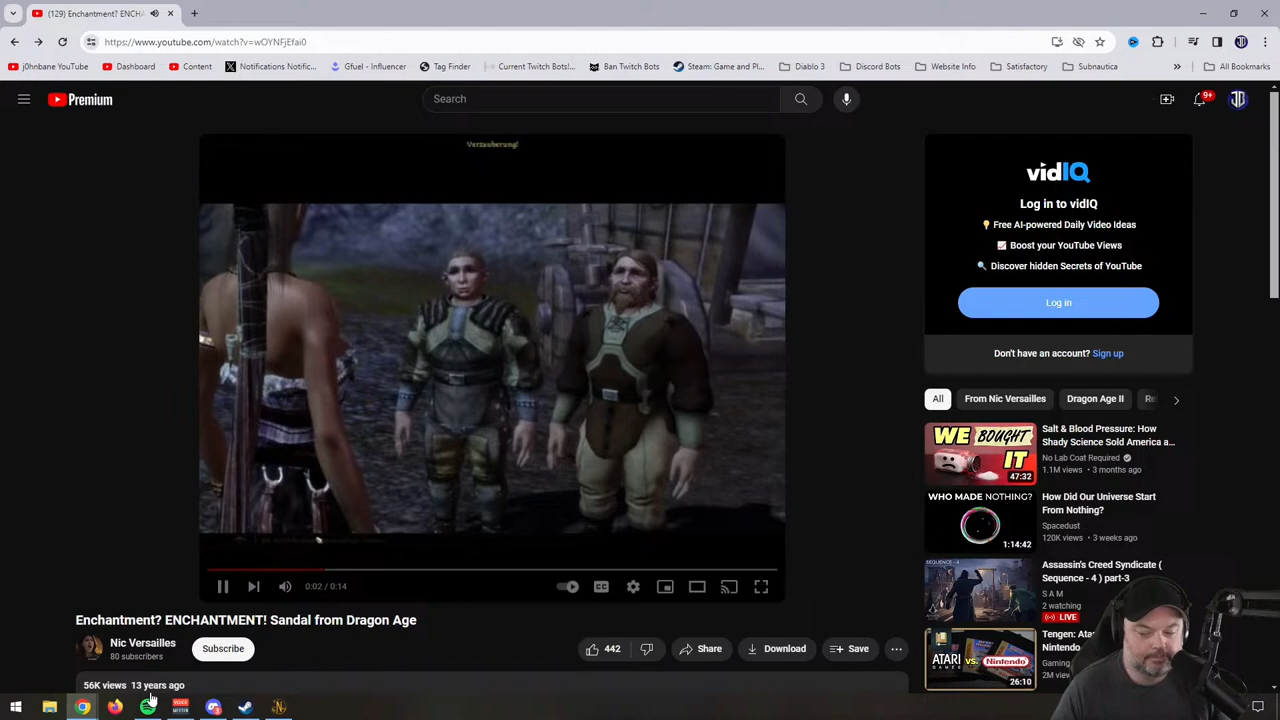 (129) Enchantment? ENCHA
https://www.youtube.com/watch?v=wOYNFjEfai0
j0hnbane YouTube
Dashboard
Content
Notifications Notific...
Gfuel - Influencer
Tag Finder
Current Twitch Bots!...
Ban Twitch Bots
Steam: Game and Pl...
Diablo 3
Discord Bots
Website Info
Satisfactory
Subnautica
All Bookmarks
Premium
Search
9+
Verzauberung!
vidIQ
Log in to vidIQ
Free AI-powered Daily Video Ideas
Boost your YouTube Views
Discover hidden Secrets of YouTube
Log in
Don't have an account? Sign up
All
From Nic Versailles
Dragon Age II
WE BOUGHT IT
47:32
Salt & Blood Pressure: How
Shady Science Sold America a...
No Lab Coat Required
1.1M views • 3 months ago
WHO MADE NOTHING?
1:14:42
How Did Our Universe Start
From Nothing?
Spacedust
120K views • 3 weeks ago
Assassin's Creed Syndicate (
Sequence - 4 ) part-3
S A M
2 watching
LIVE
ATARI vs. Nintendo
26:10
Tengen: Ata
Nintendo
Gaming
2M view
0:02 / 0:14
Enchantment? ENCHANTMENT! Sandal from Dragon Age
Nic Versailles
80 subscribers
Subscribe
442
Share
Download
Save
56K views 13 years ago